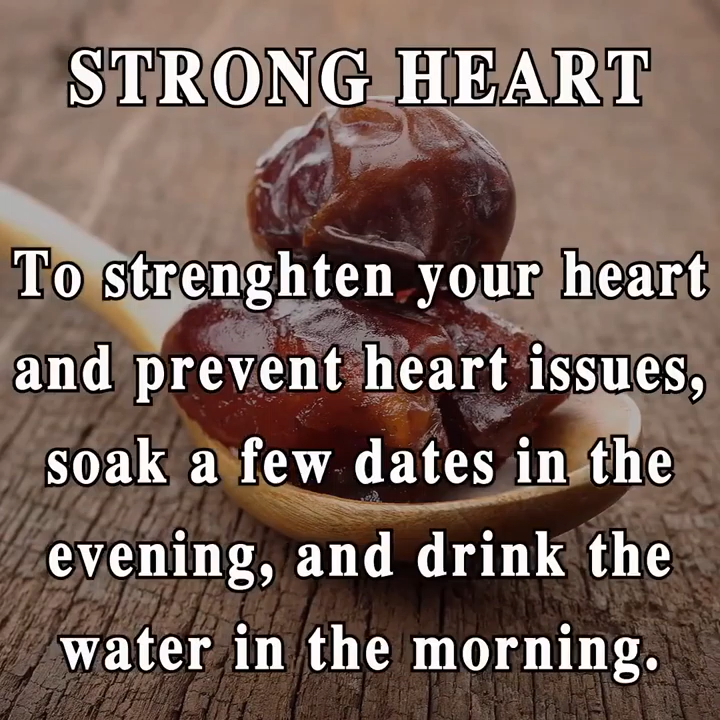 STRONG HEART
To strenghten your heart
and prevent heart issues,
soak a few dates in the
evening, and drink the
water in the morning.